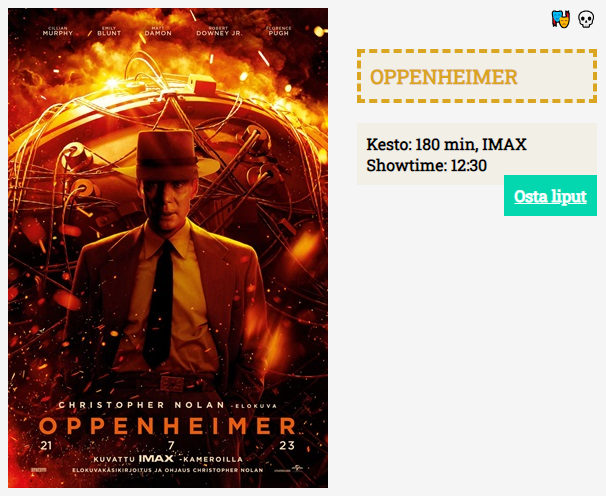 CILLIAN MURPHY
EMILY BLUNT
MATT DAMON
ROBERT DOWNEY JR.
FLORENCE PUGH
CHRISTOPHER NOLAN -ELOKUVA
OPPENHEIMER
21 7 23
KUVATTU IMAX -KAMEROILLA
ELOKUVAKÄSIKIRJOITUS JA OHJAUS CHRISTOPHER NOLAN
OPPENHEIMER
Kesto: 180 min, IMAX
Showtime: 12:30
Osta liput